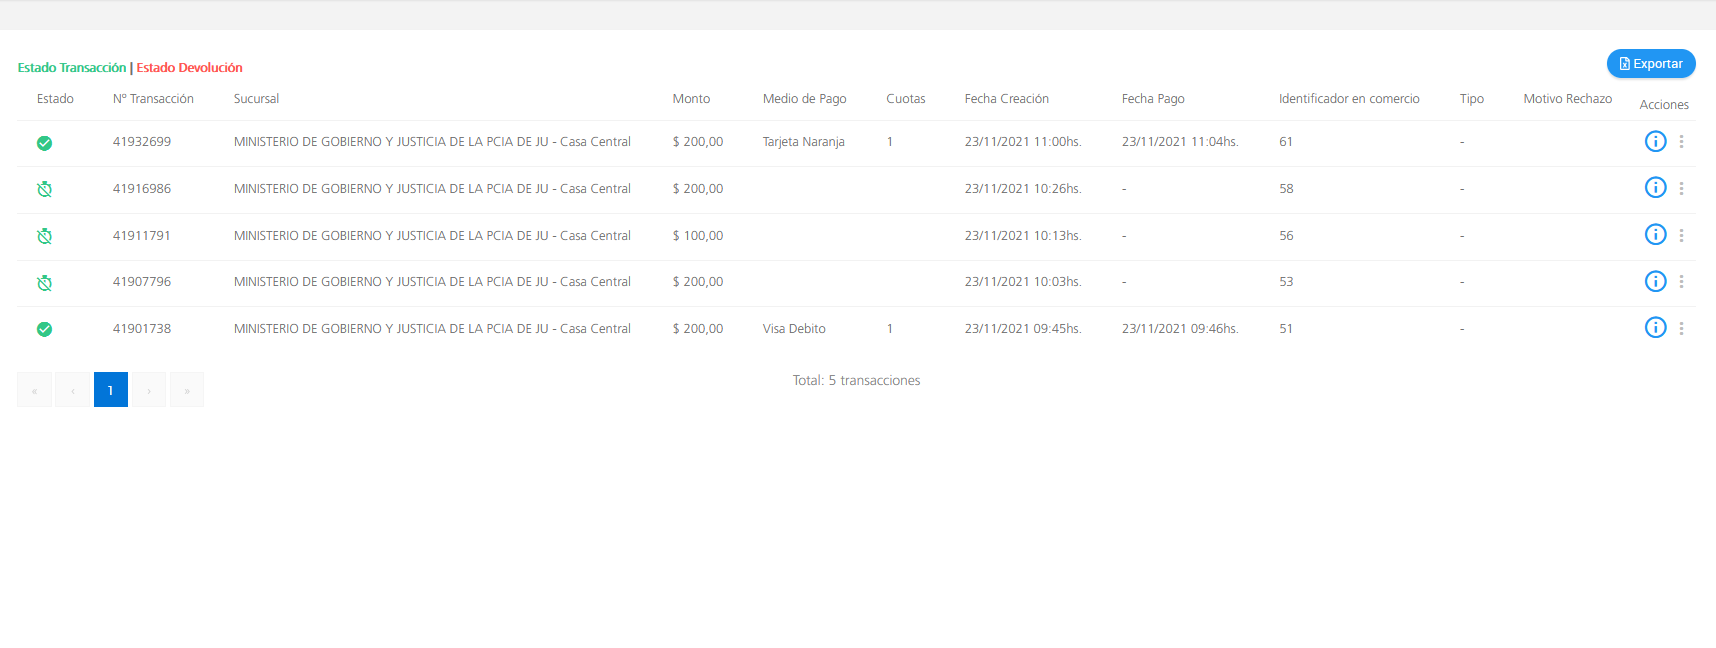 Estado Transacción | Estado Devolución
Exportar
Estado Nº Transacción Sucursal Monto Medio de Pago Cuotas Fecha Creación Fecha Pago Identificador en comercio Tipo Motivo Rechazo Acciones
41932699 MINISTERIO DE GOBIERNO Y JUSTICIA DE LA PCIA DE JU - Casa Central $ 200,00 Tarjeta Naranja 1 23/11/2021 11:00hs. 23/11/2021 11:04hs. 61 -
41916986 MINISTERIO DE GOBIERNO Y JUSTICIA DE LA PCIA DE JU - Casa Central $ 200,00 23/11/2021 10:26hs. - 58 -
41911791 MINISTERIO DE GOBIERNO Y JUSTICIA DE LA PCIA DE JU - Casa Central $ 100,00 23/11/2021 10:13hs. - 56 -
41907796 MINISTERIO DE GOBIERNO Y JUSTICIA DE LA PCIA DE JU - Casa Central $ 200,00 23/11/2021 10:03hs. - 53 -
41901738 MINISTERIO DE GOBIERNO Y JUSTICIA DE LA PCIA DE JU - Casa Central $ 200,00 Visa Debito 1 23/11/2021 09:45hs. 23/11/2021 09:46hs. 51 -
« ‹ 1 › »
Total: 5 transacciones